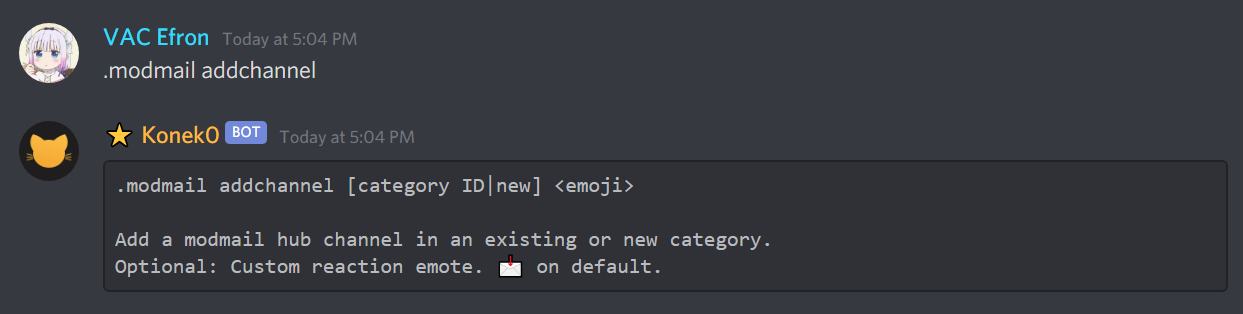 VAC Efron Today at 5:04 PM
.modmail addchannel
⭐ Konek0 BOT Today at 5:04 PM
.modmail addchannel [category ID|new] <emoji>
Add a modmail hub channel in an existing or new category.
Optional: Custom reaction emote. 📩 on default.